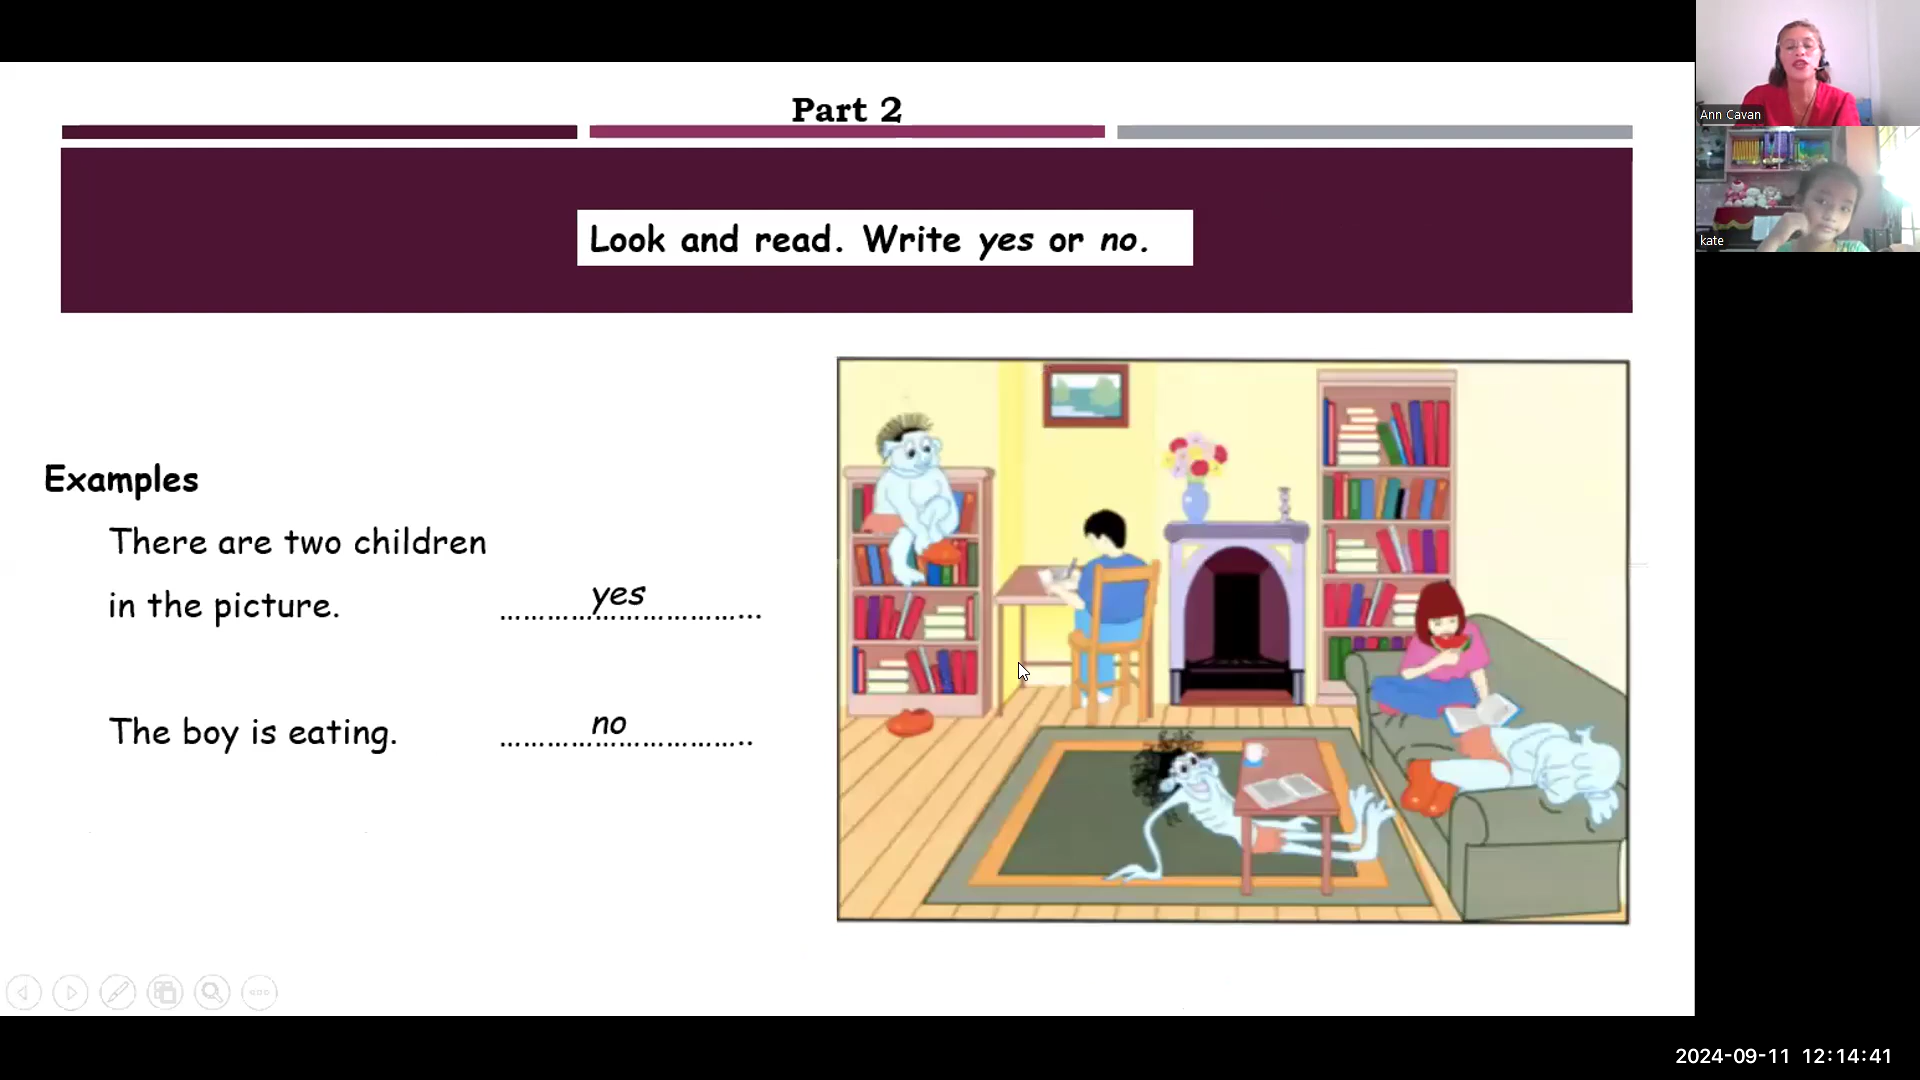 Part 2
Look and read. Write yes or no.
Examples
There are two children
in the picture. ……………………………... yes
The boy is eating. …………………………….. no
Ann Cavan
kate
2024-09-11 12:14:41